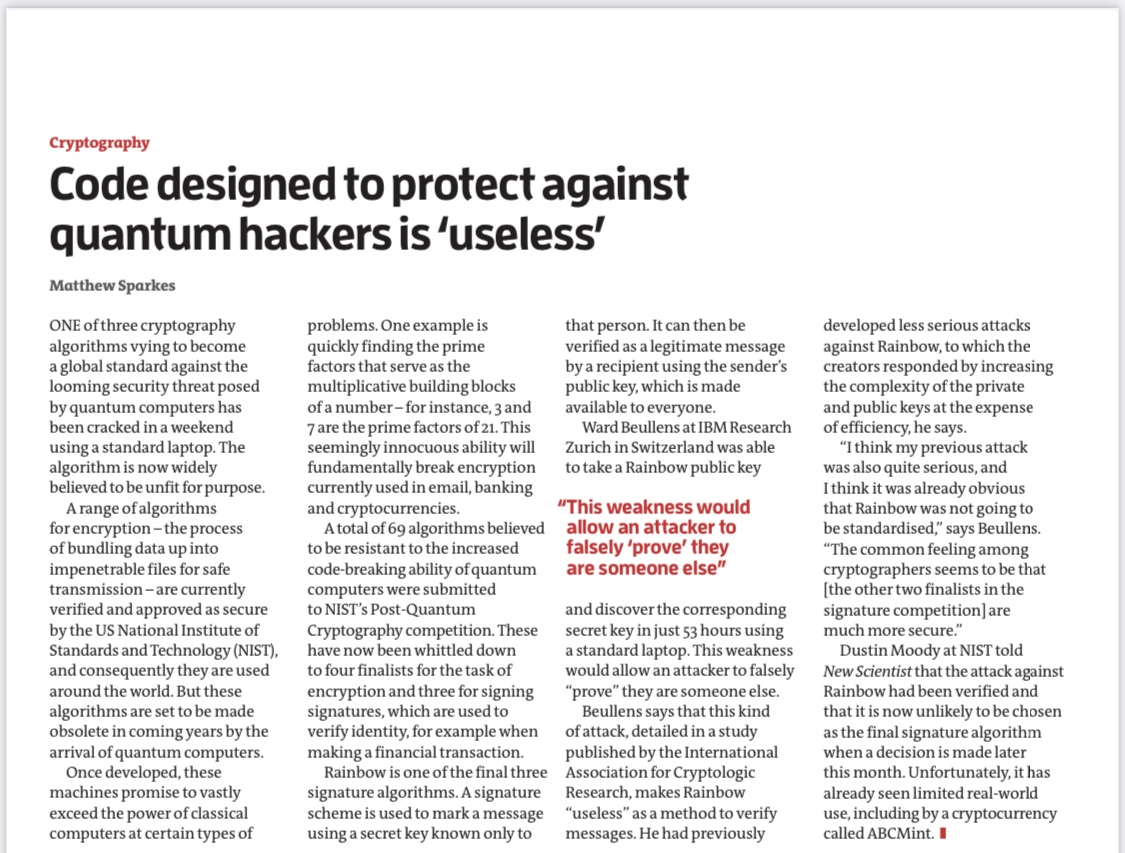 Cryptography
Code designed to protect against
quantum hackers is ‘useless’
Matthew Sparkes
ONE of three cryptography
algorithms vying to become
a global standard against the
looming security threat posed
by quantum computers has
been cracked in a weekend
using a standard laptop. The
algorithm is now widely
believed to be unfit for purpose.
A range of algorithms
for encryption – the process
of bundling data up into
impenetrable files for safe
transmission – are currently
verified and approved as secure
by the US National Institute of
Standards and Technology (NIST),
and consequently they are used
around the world. But these
algorithms are set to be made
obsolete in coming years by the
arrival of quantum computers.
Once developed, these
machines promise to vastly
exceed the power of classical
computers at certain types of
problems. One example is
quickly finding the prime
factors that serve as the
multiplicative building blocks
of a number – for instance, 3 and
7 are the prime factors of 21. This
seemingly innocuous ability will
fundamentally break encryption
currently used in email, banking
and cryptocurrencies.
A total of 69 algorithms believed
to be resistant to the increased
code-breaking ability of quantum
computers were submitted
to NIST’s Post-Quantum
Cryptography competition. These
have now been whittled down
to four finalists for the task of
encryption and three for signing
signatures, which are used to
verify identity, for example when
making a financial transaction.
Rainbow is one of the final three
signature algorithms. A signature
scheme is used to mark a message
using a secret key known only to
that person. It can then be
verified as a legitimate message
by a recipient using the sender’s
public key, which is made
available to everyone.
Ward Beullens at IBM Research
Zurich in Switzerland was able
to take a Rainbow public key
“This weakness would
allow an attacker to
falsely ‘prove’ they
are someone else”
and discover the corresponding
secret key in just 53 hours using
a standard laptop. This weakness
would allow an attacker to falsely
“prove” they are someone else.
Beullens says that this kind
of attack, detailed in a study
published by the International
Association for Cryptologic
Research, makes Rainbow
“useless” as a method to verify
messages. He had previously
developed less serious attacks
against Rainbow, to which the
creators responded by increasing
the complexity of the private
and public keys at the expense
of efficiency, he says.
“I think my previous attack
was also quite serious, and
I think it was already obvious
that Rainbow was not going to
be standardised,” says Beullens.
“The common feeling among
cryptographers seems to be that
[the other two finalists in the
signature competition] are
much more secure.”
Dustin Moody at NIST told
New Scientist that the attack against
Rainbow had been verified and
that it is now unlikely to be chosen
as the final signature algorithm
when a decision is made later
this month. Unfortunately, it has
already seen limited real-world
use, including by a cryptocurrency
called ABCMint.